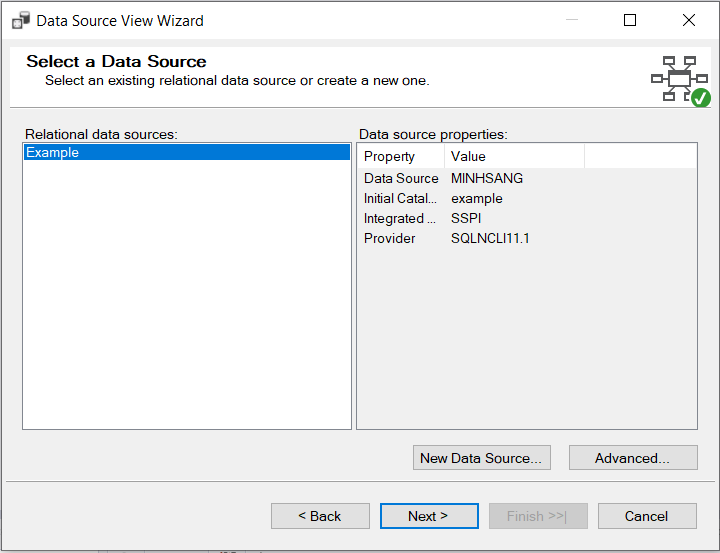 Data Source View Wizard
Select a Data Source
Select an existing relational data source or create a new one.
Relational data sources:
Example
Data source properties:
Property Value
Data Source MINHSANG
Initial Catal... example
Integrated ... SSPI
Provider SQLNCLI11.1
New Data Source... Advanced...
< Back Next > Finish >>| Cancel